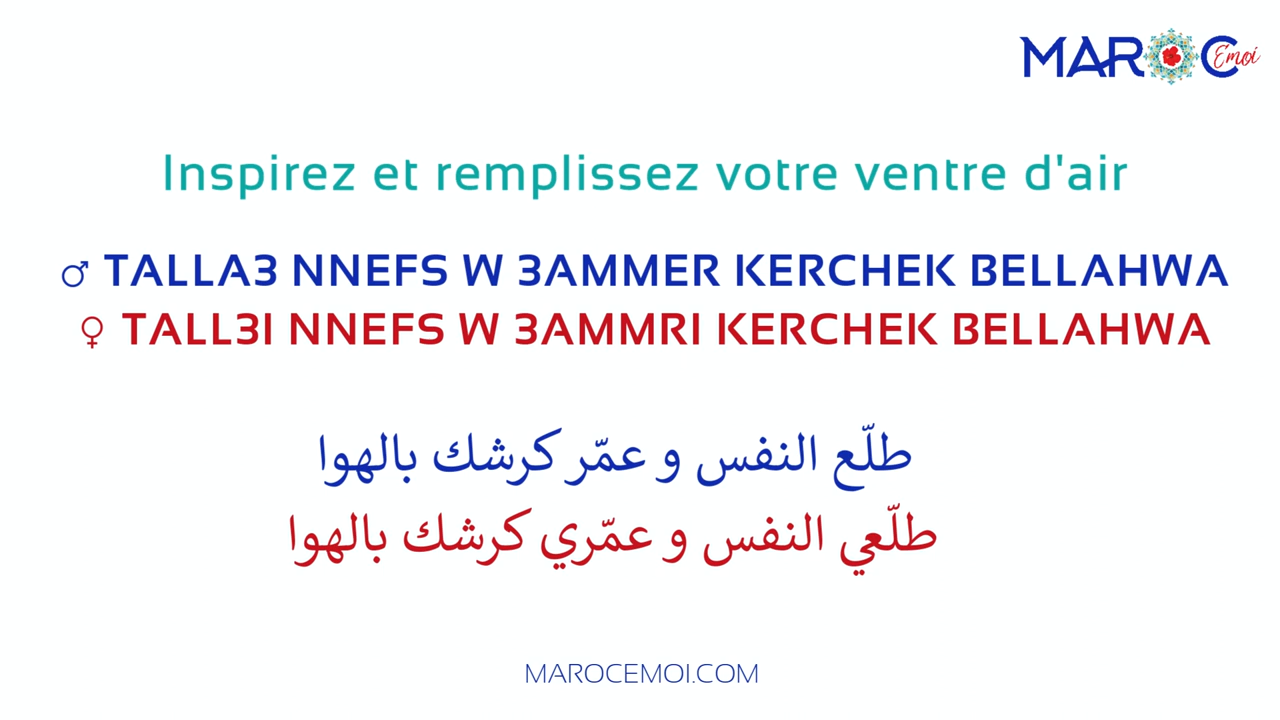 MAROC Emoi
Inspirez et remplissez votre ventre d'air
♂ TALLA3 NNEFS W 3AMMER KERCHEK BELLAHWA
♀ TALL3I NNEFS W 3AMMRI KERCHEK BELLAHWA
طلّع النفس و عمّر كرشك بالهوا
طلّعي النفس و عمّري كرشك بالهوا
MAROCEMOI.COM